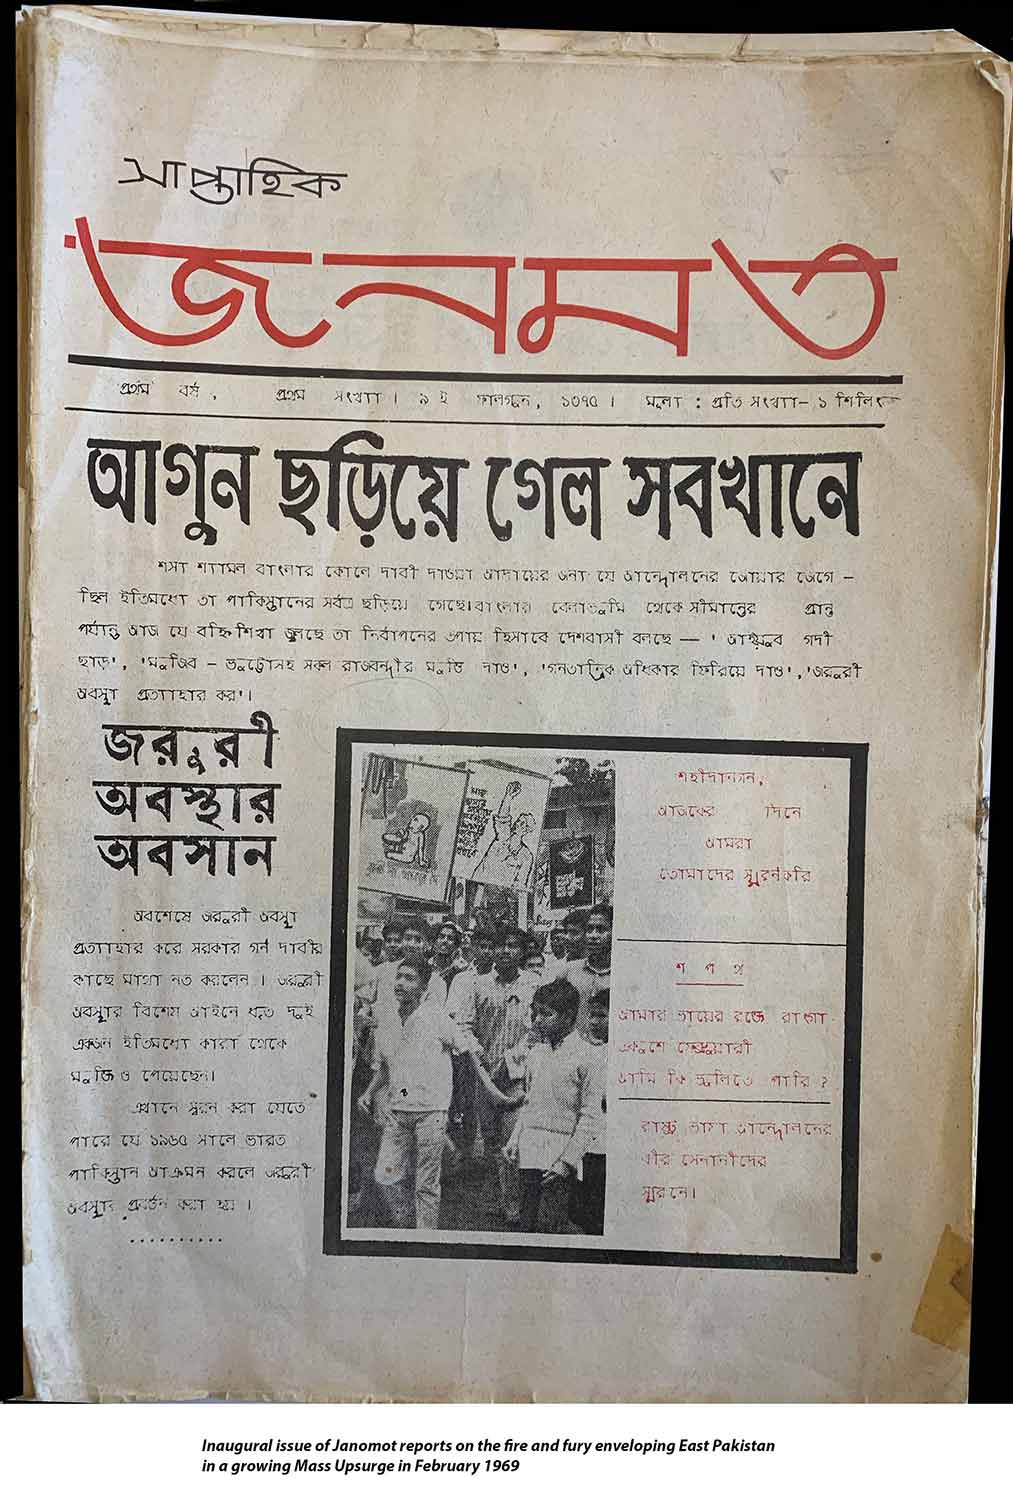 সাপ্তাহিক
জনমত
প্রথম বর্ষ, প্রথম সংখ্যা । ৯ ই ফাল্গুন, ১৩৭৫ । মূল্য : প্রতি সংখ্যা- ১ শিলিং
আগুন ছড়িয়ে গেল সবখানে
শস্য শ্যামল বাংলার কোলে দাবী দাওয়া আদায়ের জন্য যে আন্দোলনের জোয়ার জেগে -
ছিল ইতিমধ্যে তা পাকিস্তানের সর্বত্র ছড়িয়ে গেছে।বাংলার বেলাভূমি থেকে সীমান্তের প্রান্ত
পর্য্যন্ত আজ যে বহ্নি শিখা জ্বলছে তা নির্বাপনের উপায় হিসাবে দেশবাসী বলছে — ' আইয়ুব গদী
ছাড়', 'মুজিব - ভুট্টোসহ সকল রাজবন্দীর মুক্তি দাও', 'গনতান্ত্রিক অধিকার ফিরিয়ে দাও','জরুরী
অবস্থা প্রত্যাহার কর'।
জরুরী
অবস্থার
অবসান
অবশেষে জরুরী অবস্থা
প্রত্যাহার করে সরকার গন দাবীর
কাছে মাথা নত করলেন । জরুরী
অবস্থার বিশেষ আইনে ধৃত দুই
একজন ইতিমধ্যে কারা থেকে
মুক্তি ও পেয়েছেন।
এখানে স্মরন করা যেতে
পারে যে ১৯৬৫ সালে ভারত
পাকিস্তান আক্রমন করলে জরুরী
অবস্থার প্রবর্তন করা হয় ।
..........
শহীদানগন,
আজকের দিনে
আমরা
তোমাদের স্মরনকরি
শ প থ
আমার ভায়ের রক্তে রাংগা
একুশে ফেব্রুয়ারী
আমি কি ভুলিতে পারি ?
রাষ্ট্র ভাষা আন্দোলনের
বীর সেনানীদের
স্মরনে।
Inaugural issue of Janomot reports on the fire and fury enveloping East Pakistan
in a growing Mass Upsurge in February 1969